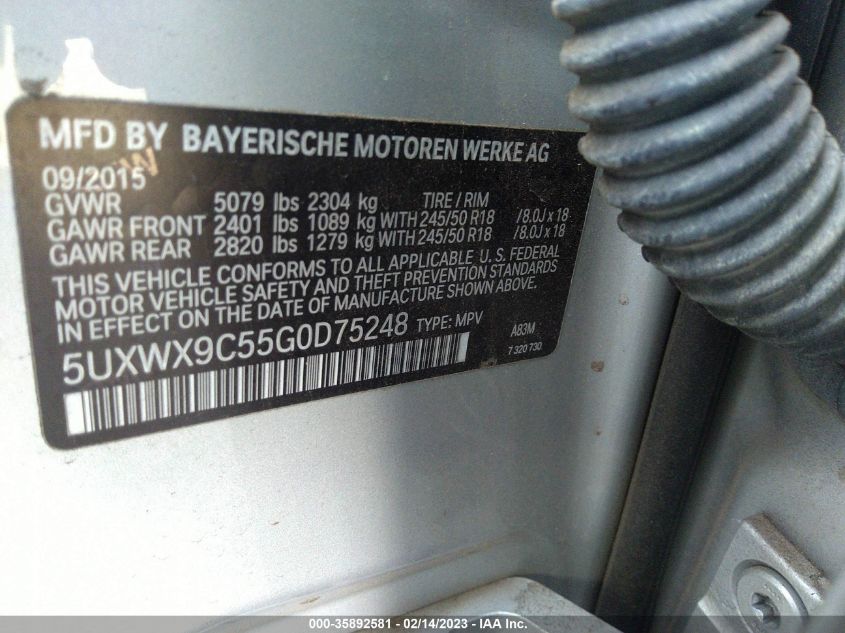 MFD BY BAYERISCHE MOTOREN WERKE AG
09/2015
GVWR 5079 lbs 2304 kg TIRE / RIM
GAWR FRONT 2401 lbs 1089 kg WITH 245/50 R18 /8.0J x 18
GAWR REAR 2820 lbs 1279 kg WITH 245/50 R18 /8.0J x 18
THIS VEHICLE CONFORMS TO ALL APPLICABLE U.S. FEDERAL
MOTOR VEHICLE SAFETY AND THEFT PREVENTION STANDARDS
IN EFFECT ON THE DATE OF MANUFACTURE SHOWN ABOVE.
5UXWX9C55G0D75248 TYPE: MPV A83M
7 320 730
000-35892581 / 02/14/2023 - IAA Inc.